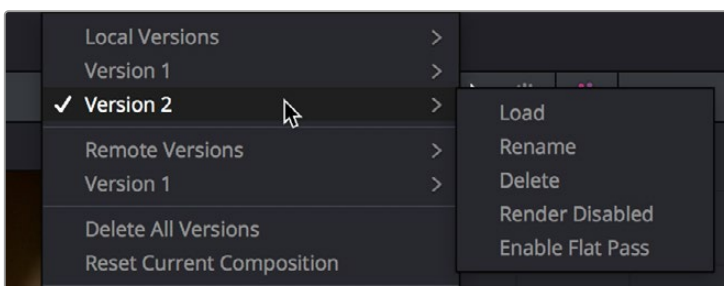 Local Versions
Version 1
Version 2
Remote Versions
Version 1
Delete All Versions
Reset Current Composition
Load
Rename
Delete
Render Disabled
Enable Flat Pass